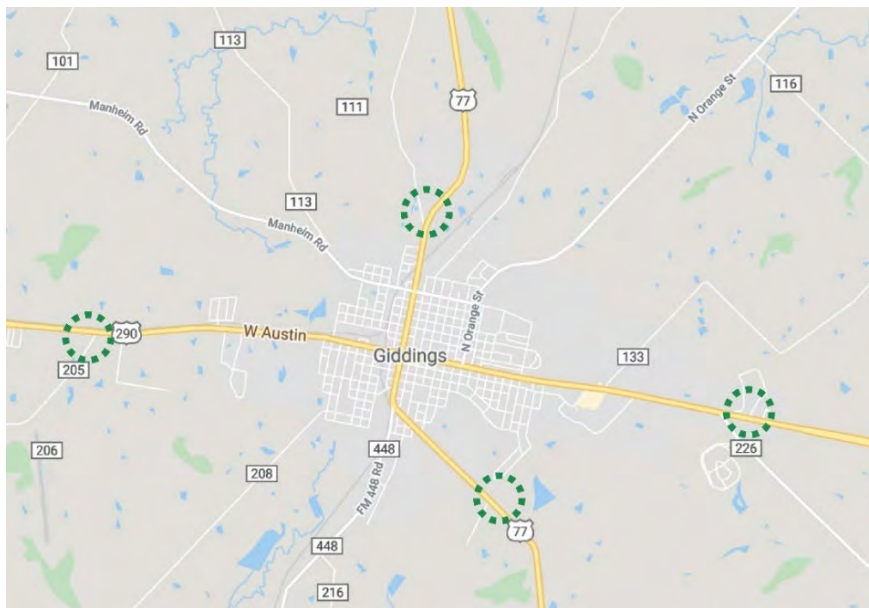 113
101
116
111
77
N Orange St
Manheim Rd
113
Manheim Rd
N Orange St
290
W Austin
Giddings
133
205
226
206
208
448
FM 448 Rd
77
448
216